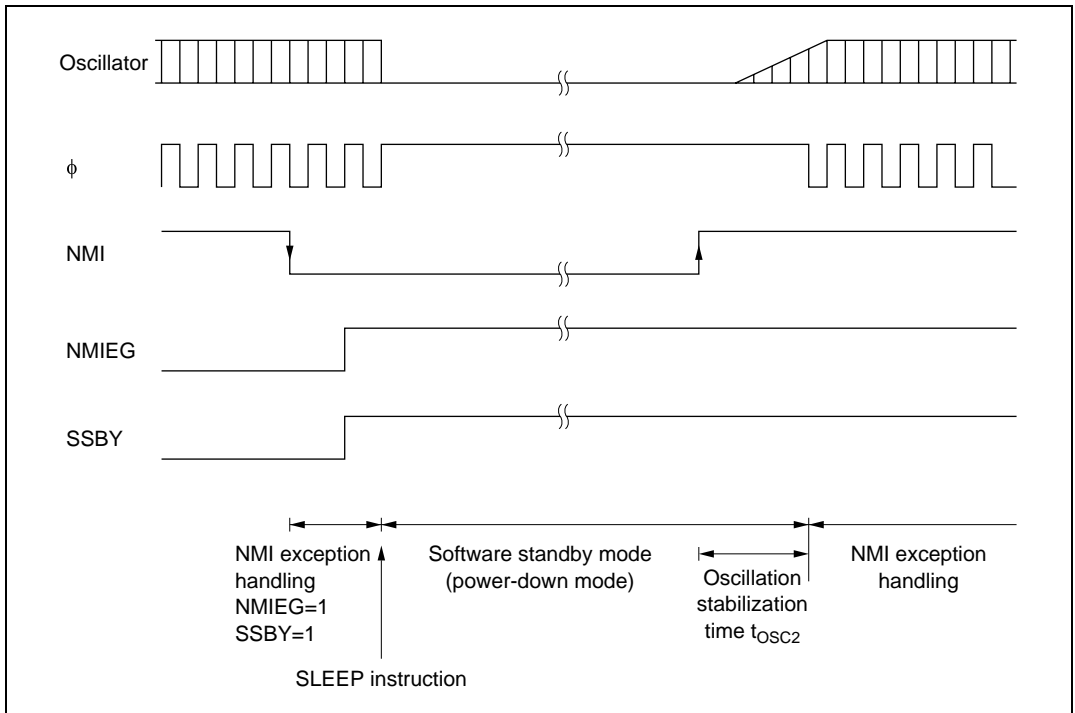 Oscillator
ϕ
NMI
NMIEG
SSBY
NMI exception
handling
NMIEG=1
SSBY=1
Software standby mode
(power-down mode)
Oscillation
stabilization
time tOSC2
NMI exception
handling
SLEEP instruction